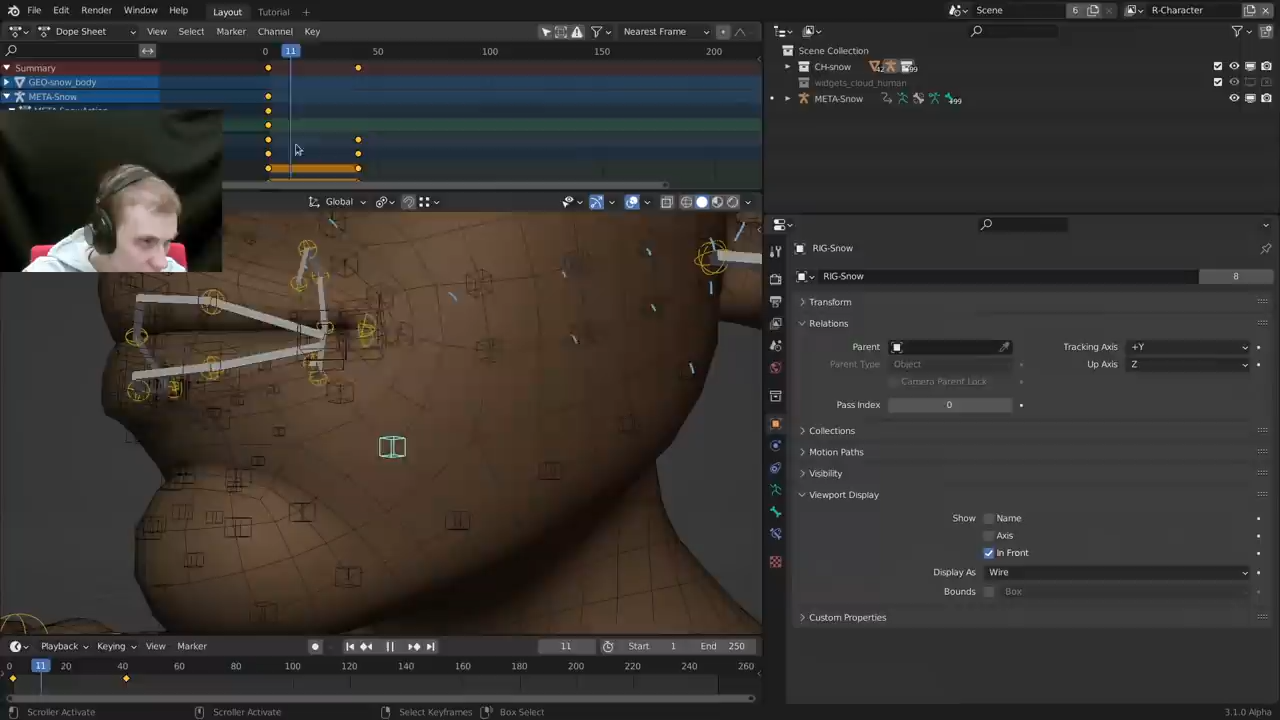 File Edit Render Window Help Layout Tutorial Scene 6 R-Character
Dope Sheet View Select Marker Channel Key Nearest Frame
0 11 50 100 150 200
Summary
GEO-snow_body
META-Snow
Global
Scene Collection
CH-snow
widgets_cloud_human
META-Snow
RIG-Snow
RIG-Snow 8
Transform
Relations
Parent Tracking Axis +Y
Parent Type Object Up Axis Z
Camera Parent Lock
Pass Index 0
Collections
Motion Paths
Visibility
Viewport Display
Show Name
Axis
In Front
Display As Wire
Bounds Box
Custom Properties
Playback Keying View Marker 11 Start 1 End 250
0 11 20 60 80 100 120 140 160 180 200 220 240 260
Scroller Activate Scroller Activate Select Keyframes Box Select 3.1.0 Alpha